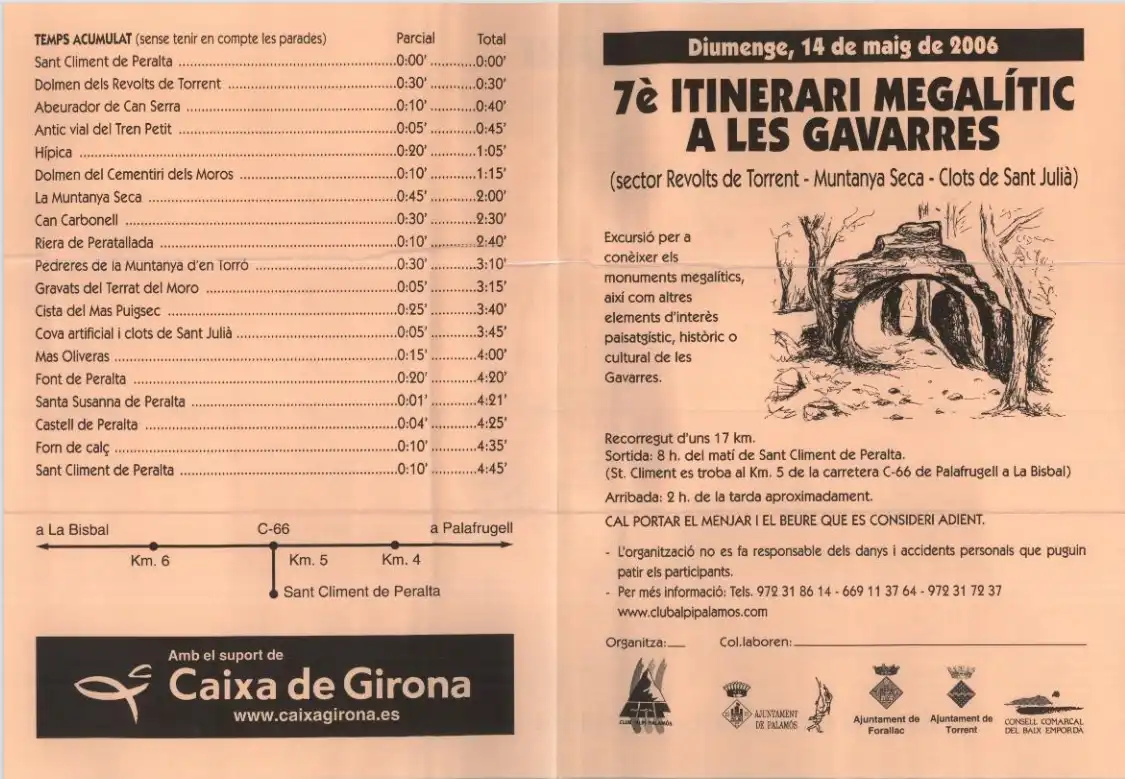 TEMPS ACUMULAT (sense tenir en compte les parades) Parcial Total
Sant Climent de Peralta ........ 0:00' ........ 0:00'
Dolmen dels Revolts de Torrent ........ 0:30' ........ 0:30'
Abeurador de Can Serra ........ 0:10' ........ 0:40'
Antic vial del Tren Petit ........ 0:05' ........ 0:45'
Hípica ........ 0:20' ........ 1:05'
Dolmen del Cementiri dels Moros ........ 0:10' ........ 1:15'
La Muntanya Seca ........ 0:45' ........ 2:00'
Can Carbonell ........ 0:30' ........ 2:30'
Riera de Peratallada ........ 0:10' ........ 2:40'
Pedreres de la Muntanya d'en Torró ........ 0:30' ........ 3:10'
Gravats del Terrat del Moro ........ 0:05' ........ 3:15'
Cista del Mas Puigsec ........ 0:25' ........ 3:40'
Cova artificial i clots de Sant Julià ........ 0:05' ........ 3:45'
Mas Oliveras ........ 0:15' ........ 4:00'
Font de Peralta ........ 0:20' ........ 4:20'
Santa Susanna de Peralta ........ 0:01' ........ 4:21'
Castell de Peralta ........ 0:04' ........ 4:25'
Forn de calç ........ 0:10' ........ 4:35'
Sant Climent de Peralta ........ 0:10' ........ 4:45'
a La Bisbal C-66 a Palafrugell
Km. 6 Km. 5 Km. 4
Sant Climent de Peralta
Amb el suport de
Caixa de Girona
www.caixagirona.es
Diumenge, 14 de maig de 2006
7è ITINERARI MEGALÍTIC
A LES GAVARRES
(sector Revolts de Torrent - Muntanya Seca - Clots de Sant Julià)
Excursió per a
conèixer els
monuments megalítics,
així com altres
elements d'interès
paisatgístic, històric o
cultural de les
Gavarres.
Recorregut d'uns 17 km.
Sortida: 8 h. del matí de Sant Climent de Peralta.
(St. Climent es troba al Km. 5 de la carretera C-66 de Palafrugell a La Bisbal)
Arribada: 2 h. de la tarda aproximadament.
CAL PORTAR EL MENJAR I EL BEURE QUE ES CONSIDERI ADIENT.
- L'organització no es fa responsable dels danys i accidents personals que puguin
patir els participants.
- Per més informació: Tels. 972 31 86 14 - 669 11 37 64 - 972 31 72 37
www.clubalpipalamos.com
Organitza: Col.laboren:
CLUB ALPÍ PALAMÓS
AJUNTAMENT
DE PALAMÓS
Ajuntament de
Forallac
Ajuntament de
Torrent
CONSELL COMARCAL
DEL BAIX EMPORDÀ